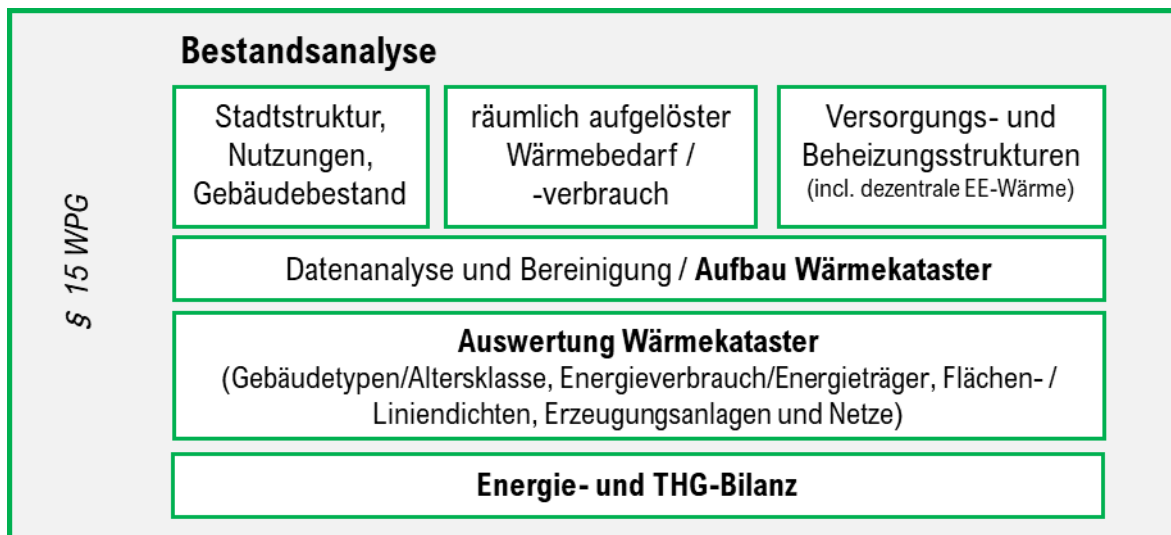 Bestandsanalyse
Stadtstruktur,
Nutzungen,
Gebäudebestand
räumlich aufgelöster
Wärmebedarf /
-verbrauch
Versorgungs- und
Beheizungsstrukturen
(incl. dezentrale EE-Wärme)
§ 15 WPG
Datenanalyse und Bereinigung / Aufbau Wärmekataster
Auswertung Wärmekataster
(Gebäudetypen/Altersklasse, Energieverbrauch/Energieträger, Flächen- /
Liniendichten, Erzeugungsanlagen und Netze)
Energie- und THG-Bilanz